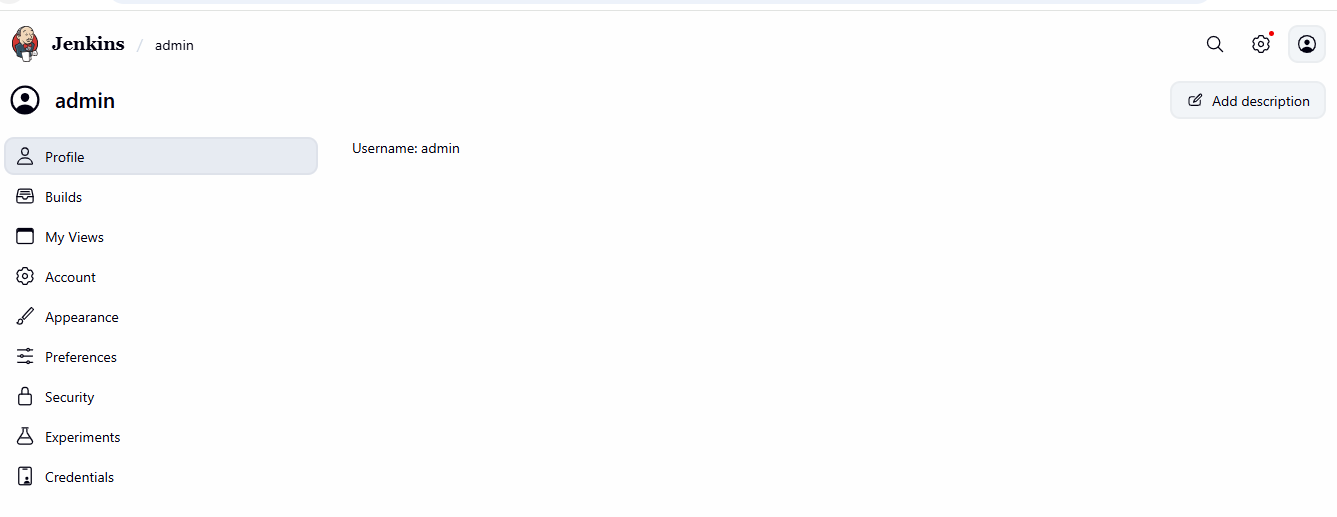 Jenkins / admin
admin
Add description
Profile
Username: admin
Builds
My Views
Account
Appearance
Preferences
Security
Experiments
Credentials